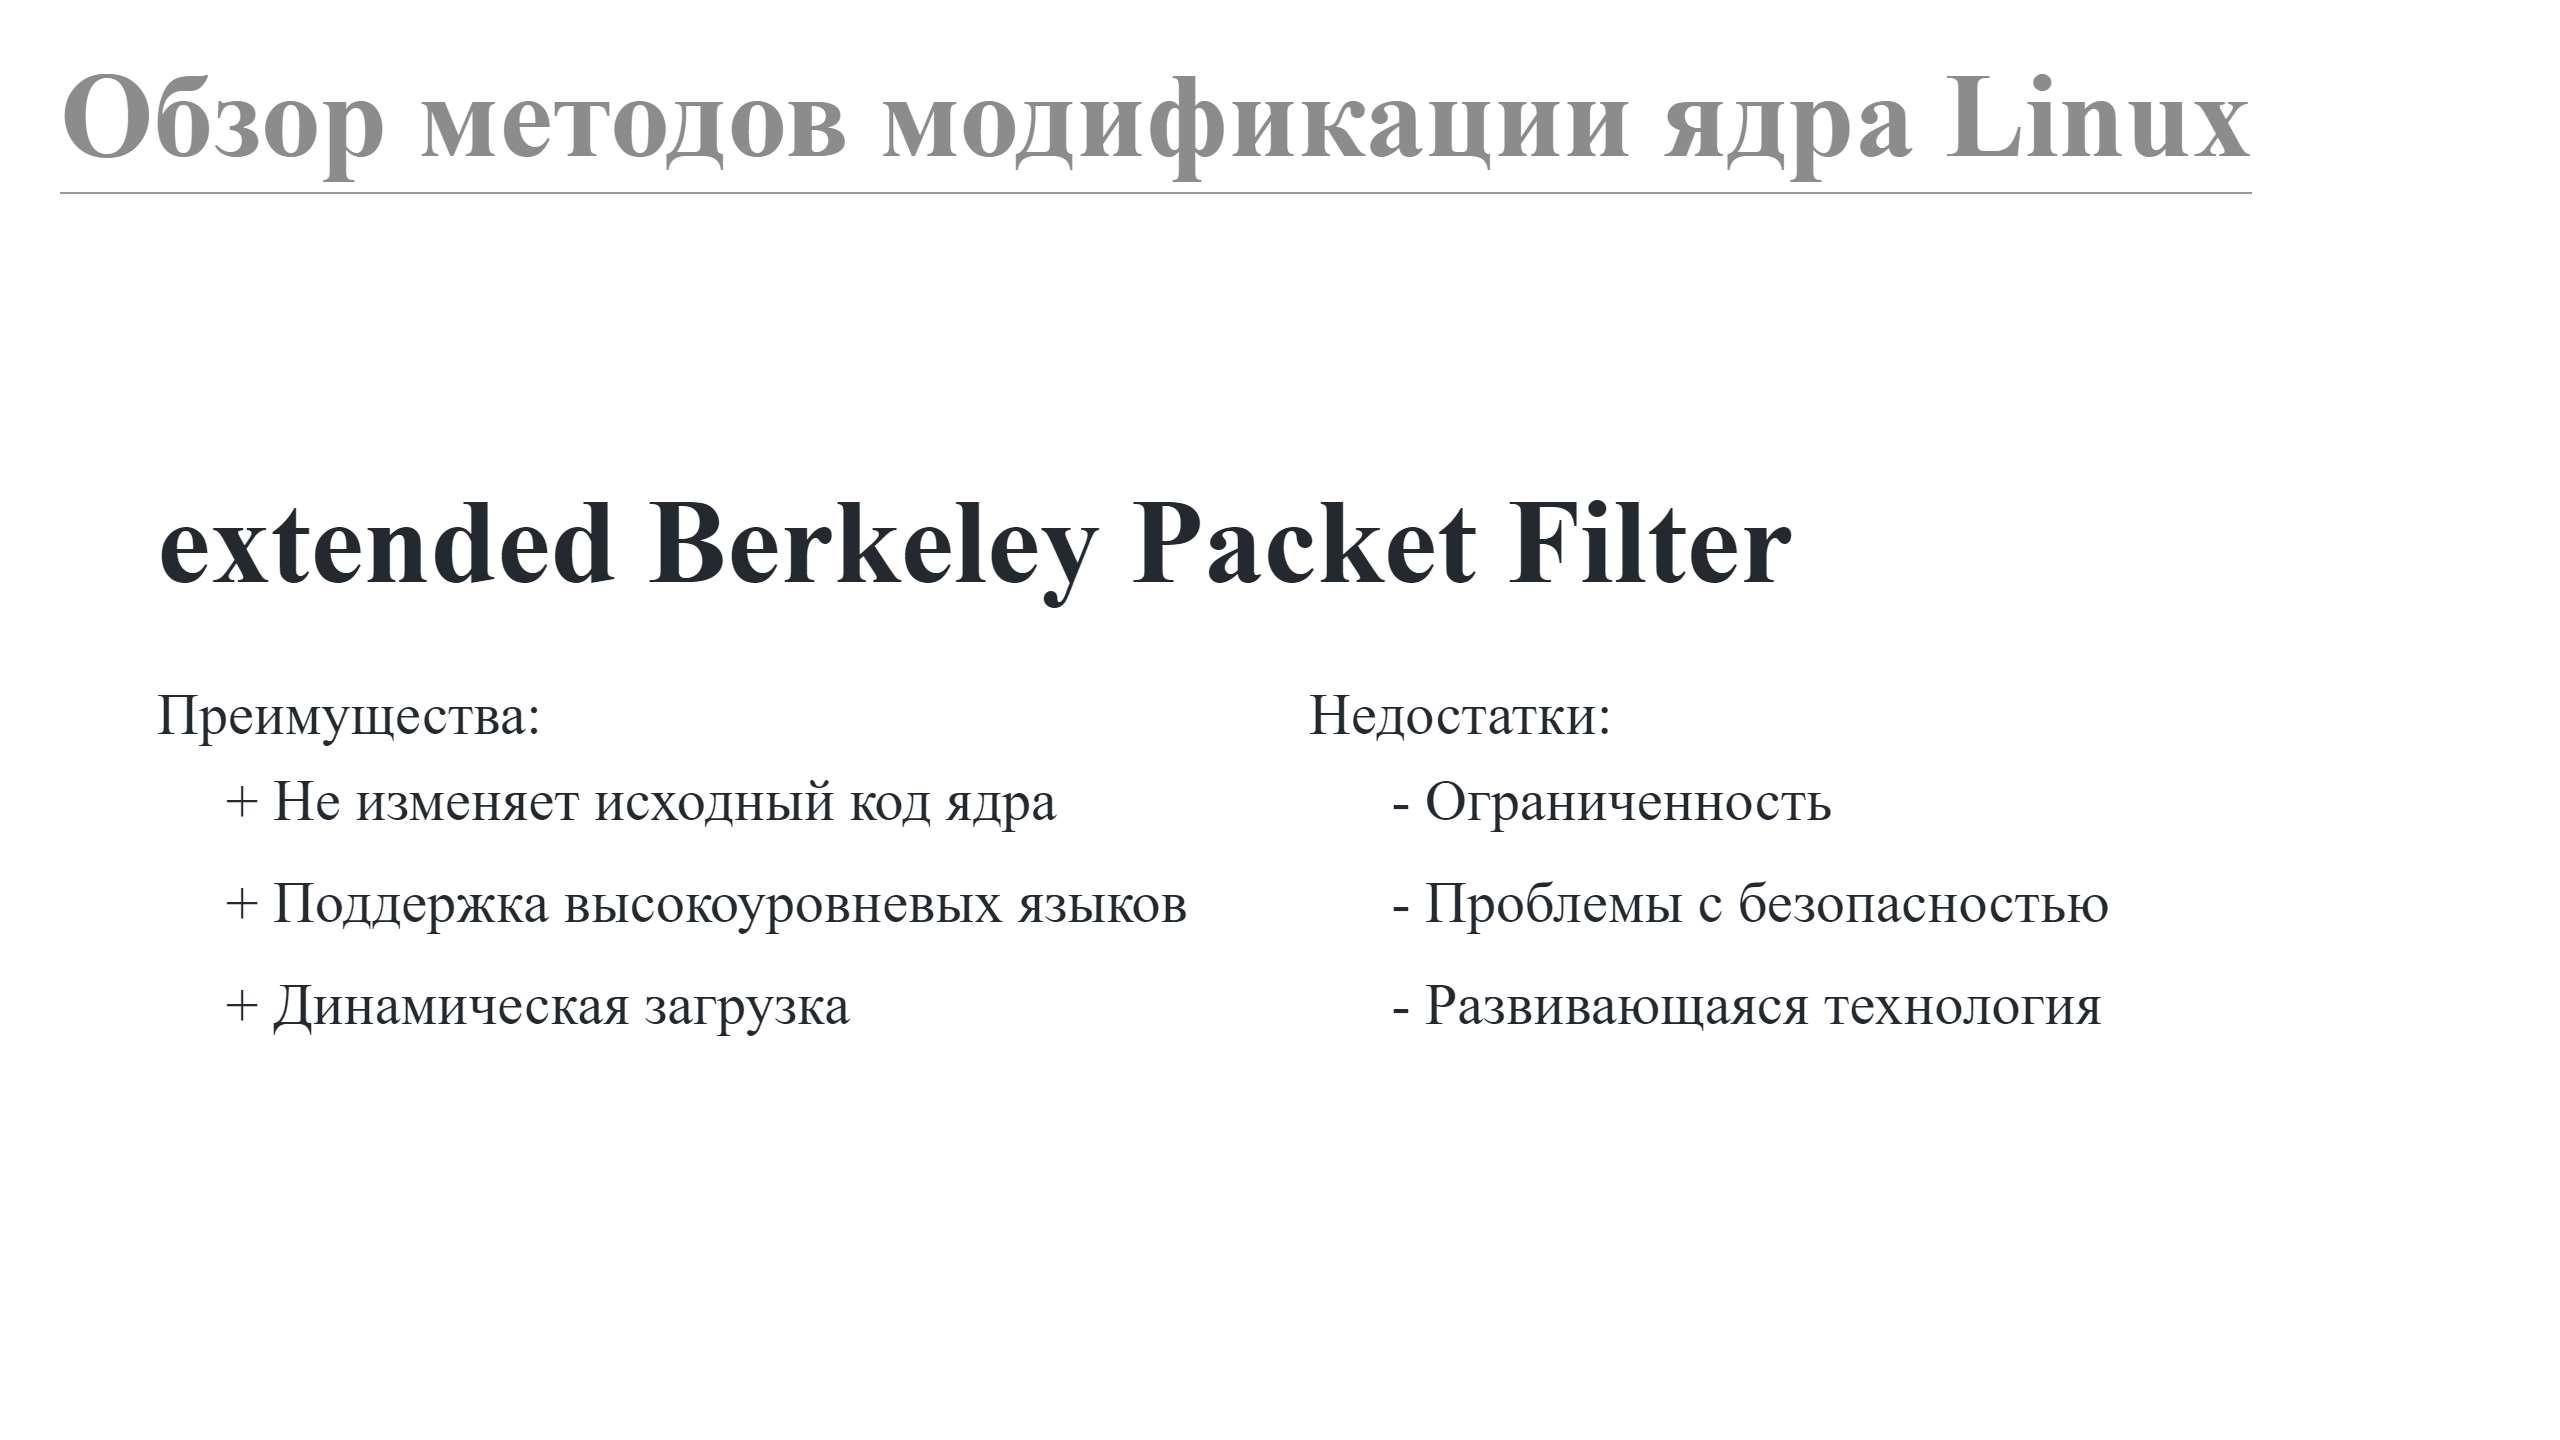 Обзор методов модификации ядра Linux
extended Berkeley Packet Filter
Преимущества:
+ Не изменяет исходный код ядра
+ Поддержка высокоуровневых языков
+ Динамическая загрузка
Недостатки:
- Ограниченность
- Проблемы с безопасностью
- Развивающаяся технология